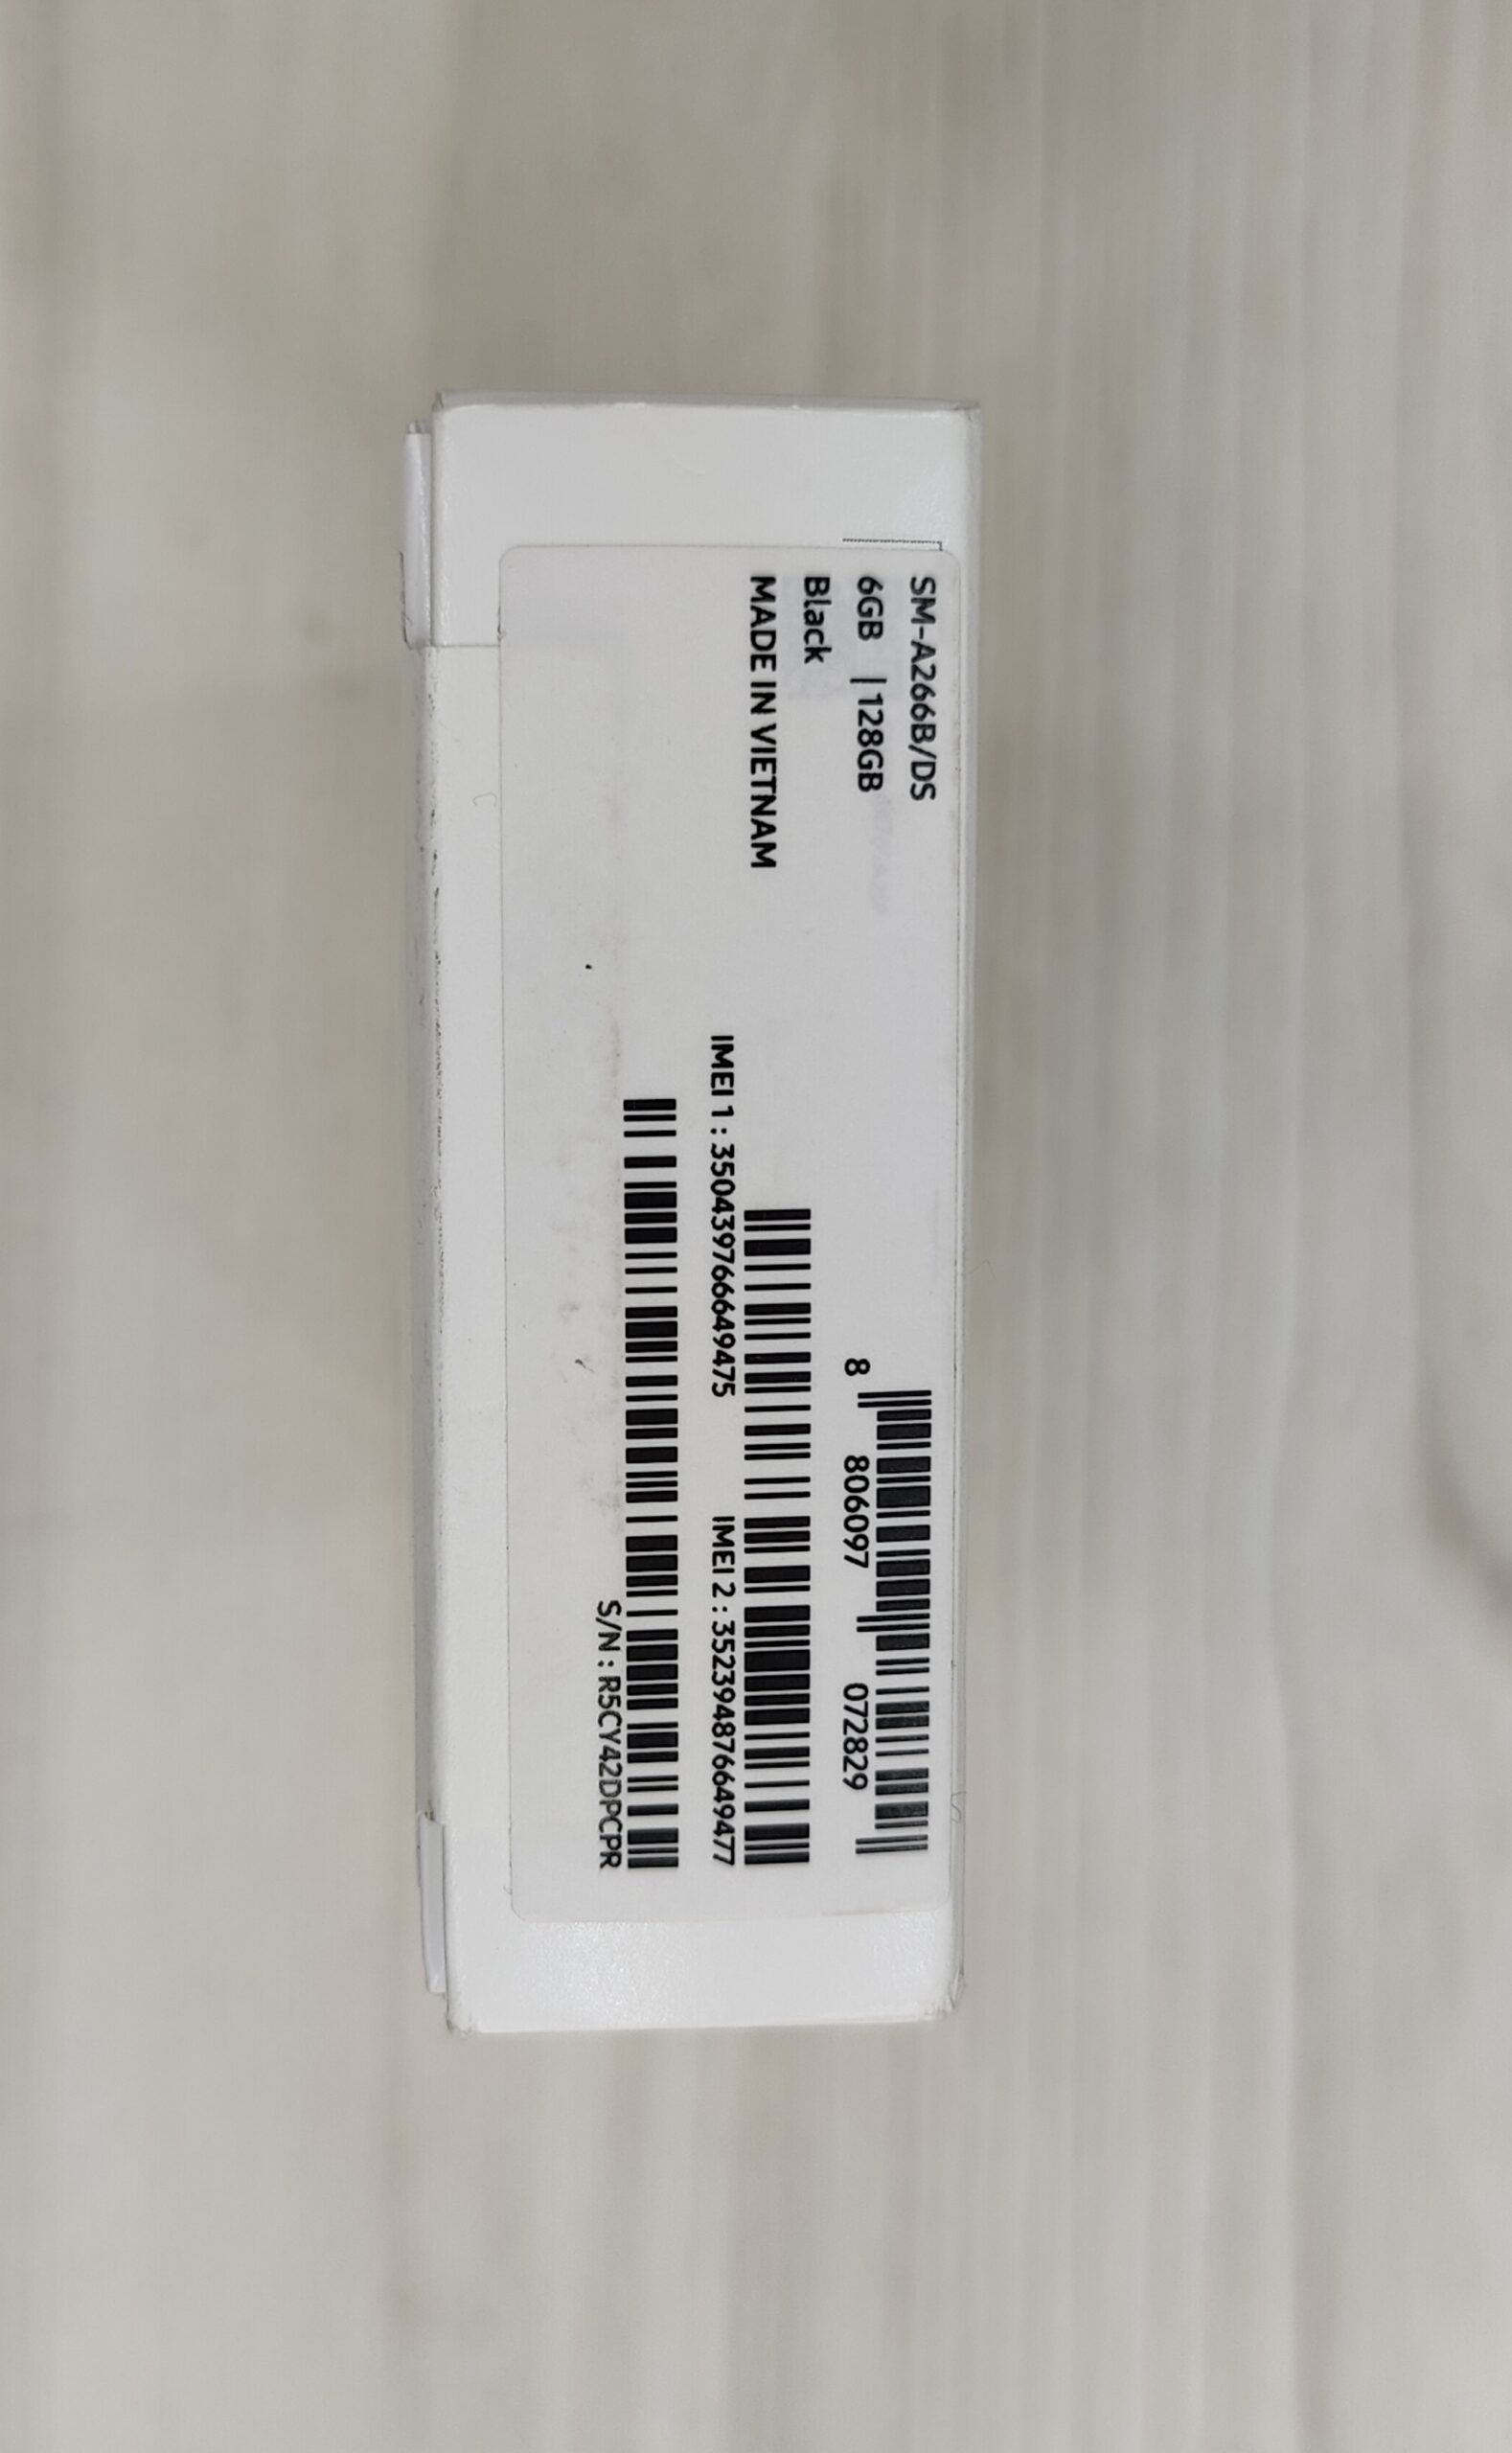 SM-A266B/DS
6GB | 128GB
Black
MADE IN VIETNAM
8 806097 072829
IMEI 1 : 350439766649475
IMEI 2 : 352394876649477
S/N : R5CY42DPCPR